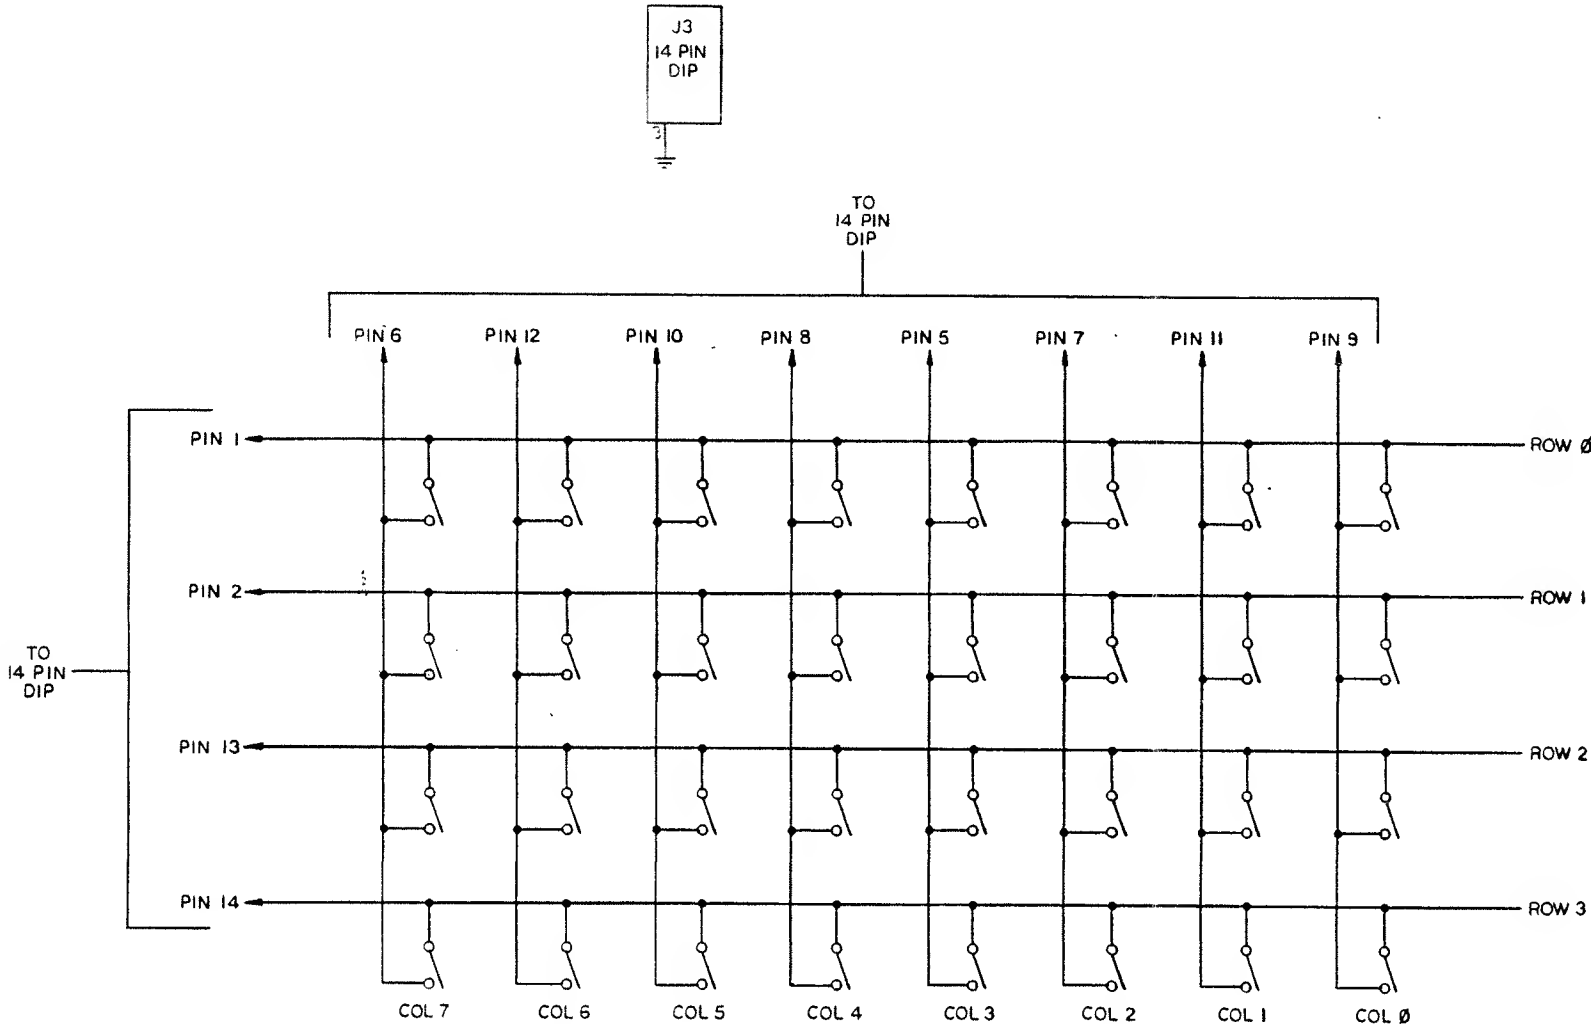 J3
14 PIN
DIP
3
TO
14 PIN
DIP
PIN 6 PIN 12 PIN 10 PIN 8 PIN 5 PIN 7 PIN 11 PIN 9
PIN 1 ROW Ø
PIN 2 ROW 1
TO
14 PIN
DIP
PIN 13 ROW 2
PIN 14 ROW 3
COL 7 COL 6 COL 5 COL 4 COL 3 COL 2 COL 1 COL Ø